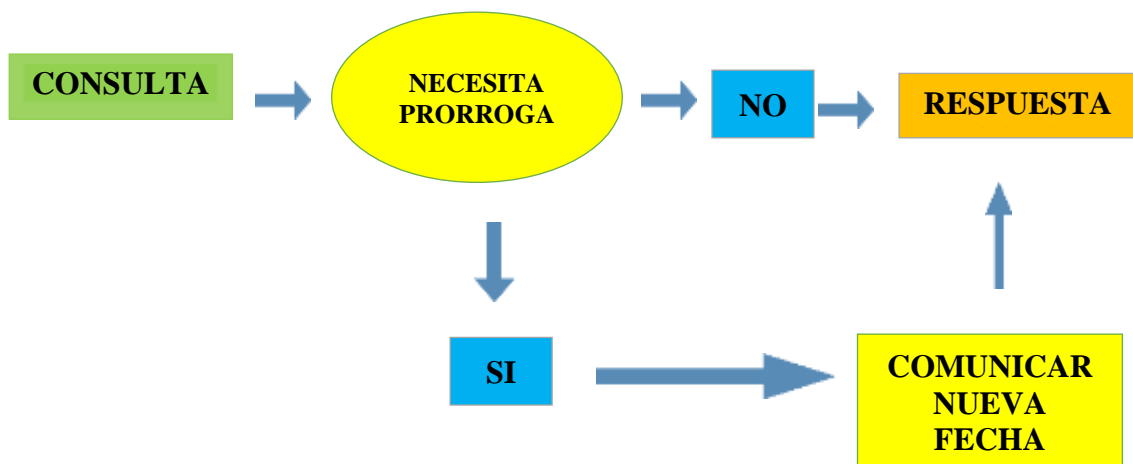 CONSULTA
NECESITA
PRORROGA
NO
RESPUESTA
SI
COMUNICAR
NUEVA
FECHA